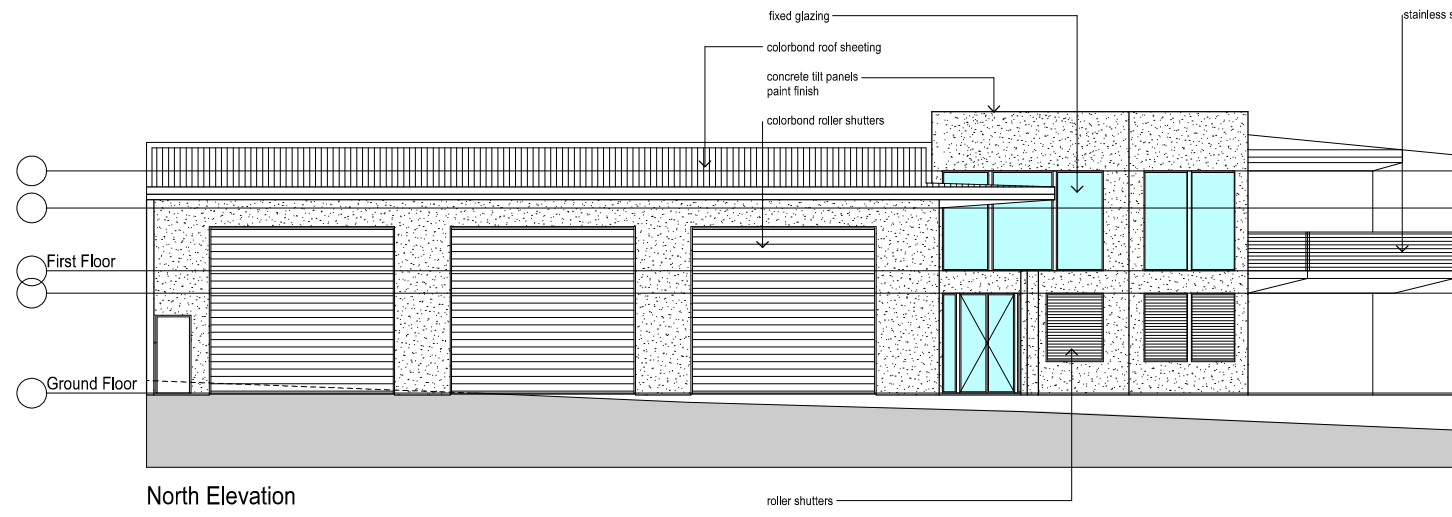 fixed glazing
stainless s
colorbond roof sheeting
concrete tilt panels
paint finish
colorbond roller shutters
First Floor
Ground Floor
North Elevation
roller shutters